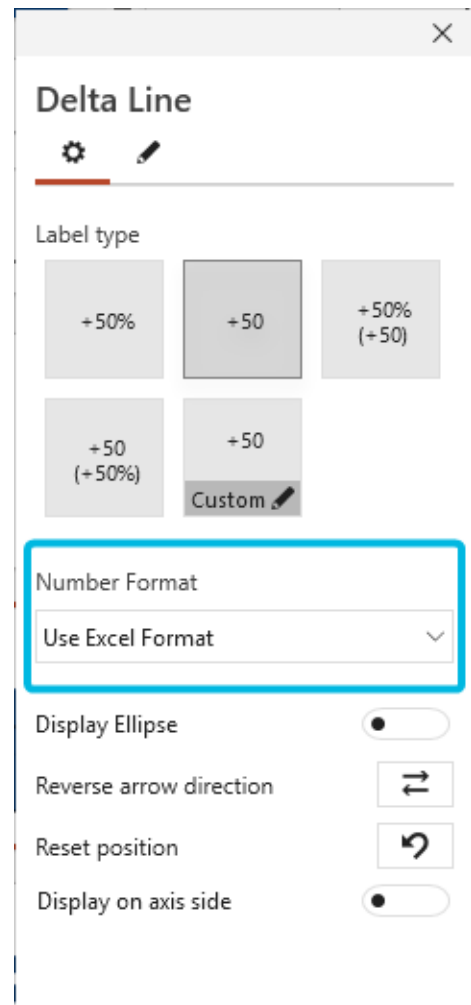 Delta Line
Label type
+50%
+50
+50%
(+50)
+50
(+50%)
+50
Custom
Number Format
Use Excel Format
Display Ellipse
Reverse arrow direction
Reset position
Display on axis side